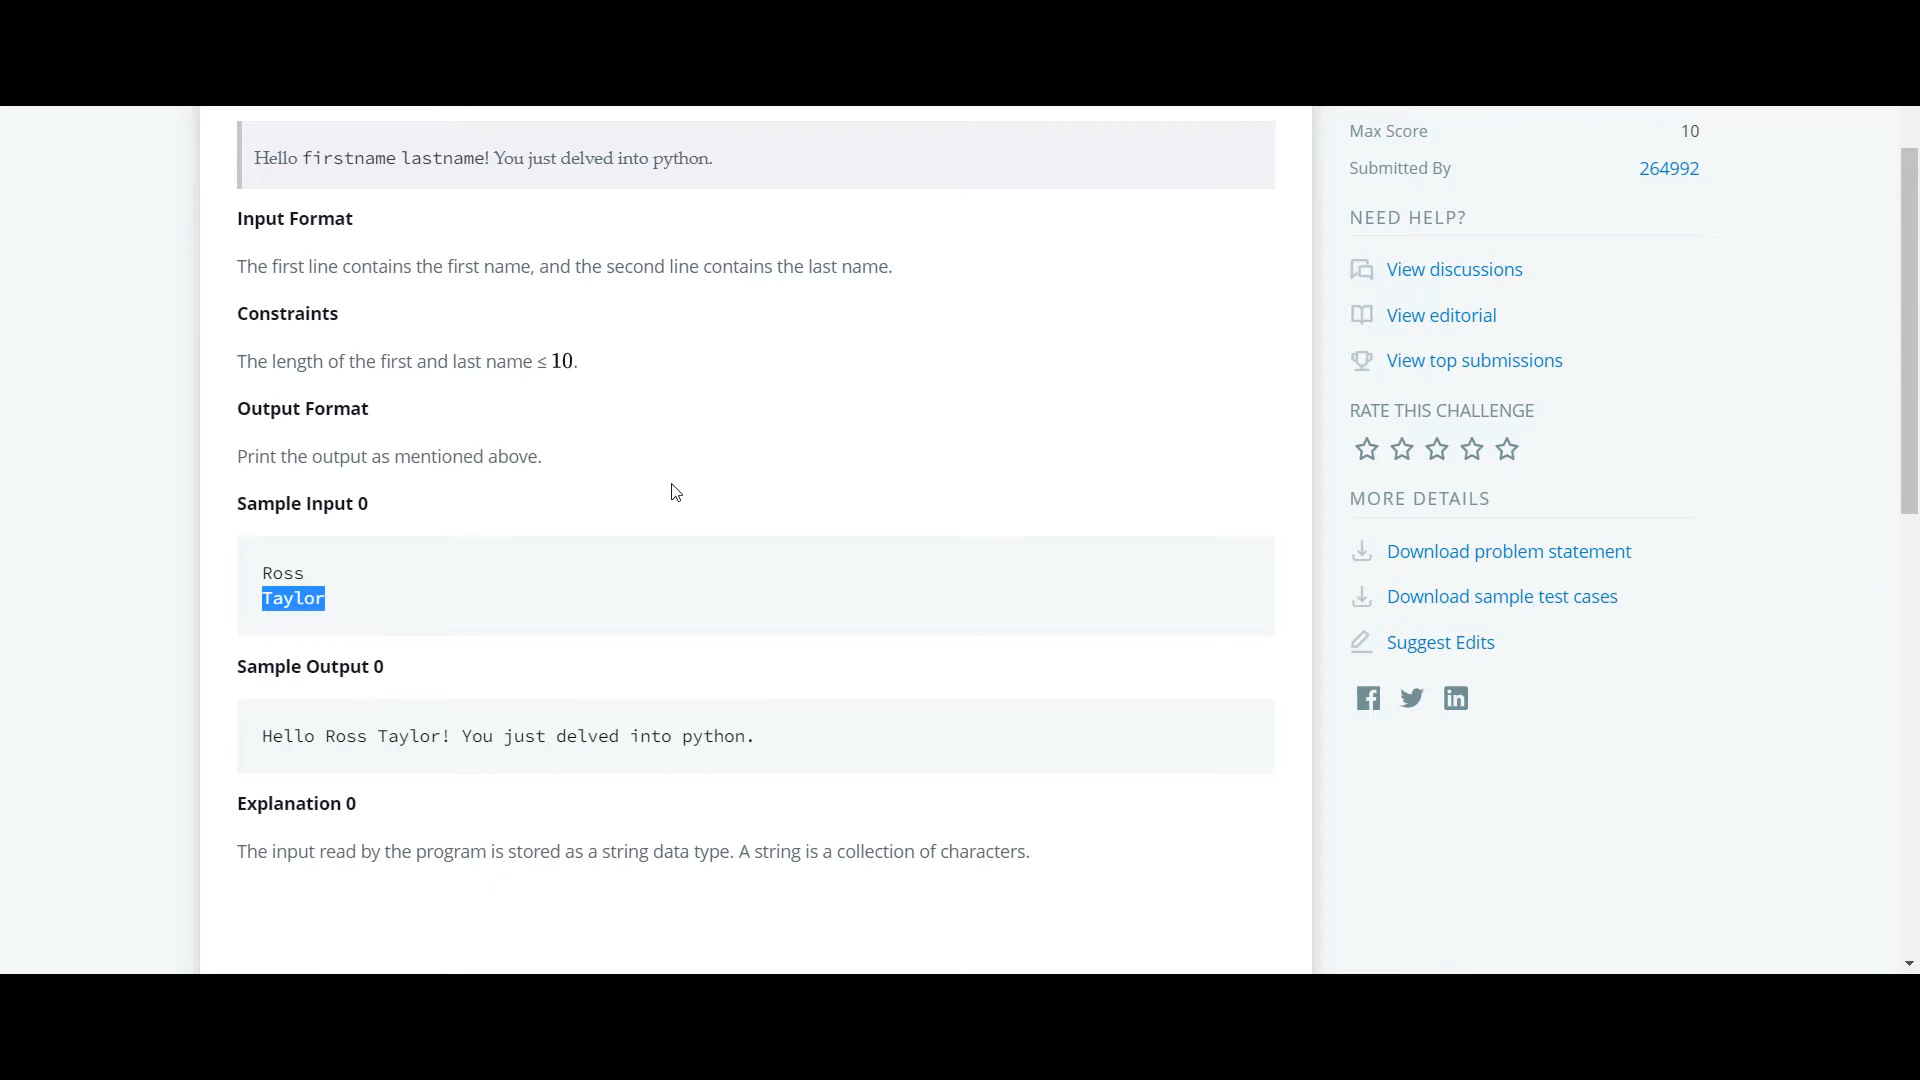 Hello firstname lastname! You just delved into python.
Input Format
The first line contains the first name, and the second line contains the last name.
Constraints
The length of the first and last name ≤ 10.
Output Format
Print the output as mentioned above.
Sample Input 0
Ross
Taylor
Sample Output 0
Hello Ross Taylor! You just delved into python.
Explanation 0
The input read by the program is stored as a string data type. A string is a collection of characters.
Max Score 10
Submitted By 264992
NEED HELP?
View discussions
View editorial
View top submissions
RATE THIS CHALLENGE
MORE DETAILS
Download problem statement
Download sample test cases
Suggest Edits